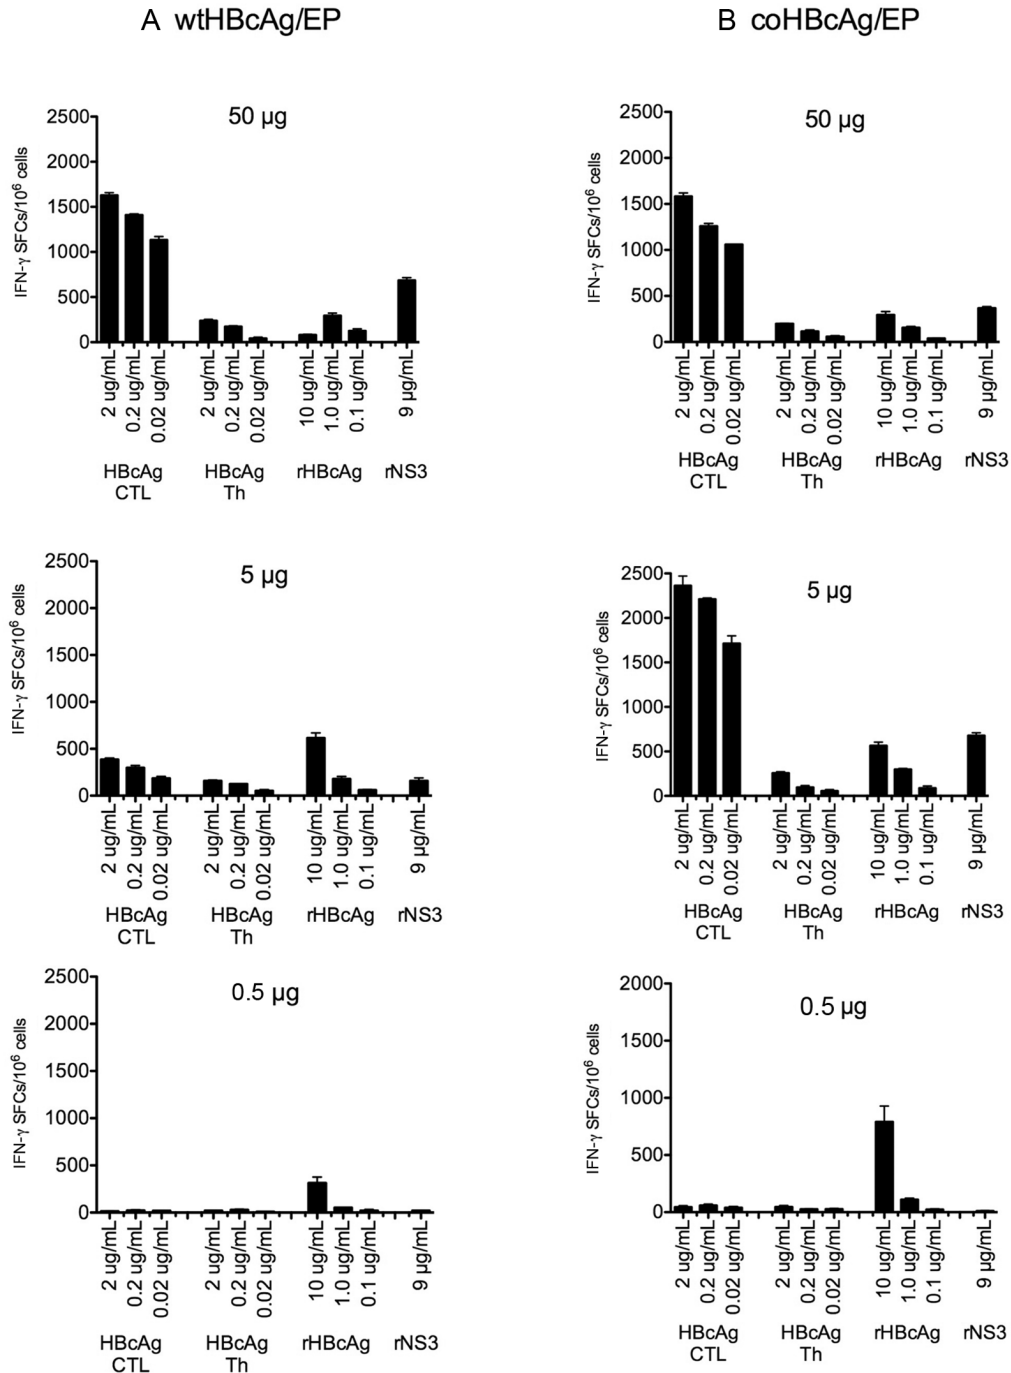 A wtHBcAg/EP
B coHBcAg/EP
50 µg
IFN-γ SFCs/10⁶ cells
2500
2000
1500
1000
500
0
2 ug/mL
0.2 ug/mL
0.02 ug/mL
2 ug/mL
0.2 ug/mL
0.02 ug/mL
10 ug/mL
1.0 ug/mL
0.1 ug/mL
9 µg/mL
HBcAg
CTL
HBcAg
Th
rHBcAg
rNS3
50 µg
IFN-γ SFCs/10⁶ cells
2500
2000
1500
1000
500
0
2 ug/mL
0.2 ug/mL
0.02 ug/mL
2 ug/mL
0.2 ug/mL
0.02 ug/mL
10 ug/mL
1.0 ug/mL
0.1 ug/mL
9 µg/mL
HBcAg
CTL
HBcAg
Th
rHBcAg
rNS3
5 µg
IFN-γ SFCs/10⁶ cells
2500
2000
1500
1000
500
0
2 ug/mL
0.2 ug/mL
0.02 ug/mL
2 ug/mL
0.2 ug/mL
0.02 ug/mL
10 ug/mL
1.0 ug/mL
0.1 ug/mL
9 µg/mL
HBcAg
CTL
HBcAg
Th
rHBcAg
rNS3
5 µg
IFN-γ SFCs/10⁶ cells
2500
2000
1500
1000
500
0
2 ug/mL
0.2 ug/mL
0.02 ug/mL
2 ug/mL
0.2 ug/mL
0.02 ug/mL
10 ug/mL
1.0 ug/mL
0.1 ug/mL
9 µg/mL
HBcAg
CTL
HBcAg
Th
rHBcAg
rNS3
0.5 µg
IFN-γ SFCs/10⁶ cells
2500
2000
1500
1000
500
0
2 ug/mL
0.2 ug/mL
0.02 ug/mL
2 ug/mL
0.2 ug/mL
0.02 ug/mL
10 ug/mL
1.0 ug/mL
0.1 ug/mL
9 µg/mL
HBcAg
CTL
HBcAg
Th
rHBcAg
rNS3
0.5 µg
IFN-γ SFCs/10⁶ cells
2000
1500
1000
500
0
2 ug/mL
0.2 ug/mL
0.02 ug/mL
2 ug/mL
0.2 ug/mL
0.02 ug/mL
10 ug/mL
1.0 ug/mL
0.1 ug/mL
9 µg/mL
HBcAg
CTL
HBcAg
Th
rHBcAg
rNS3